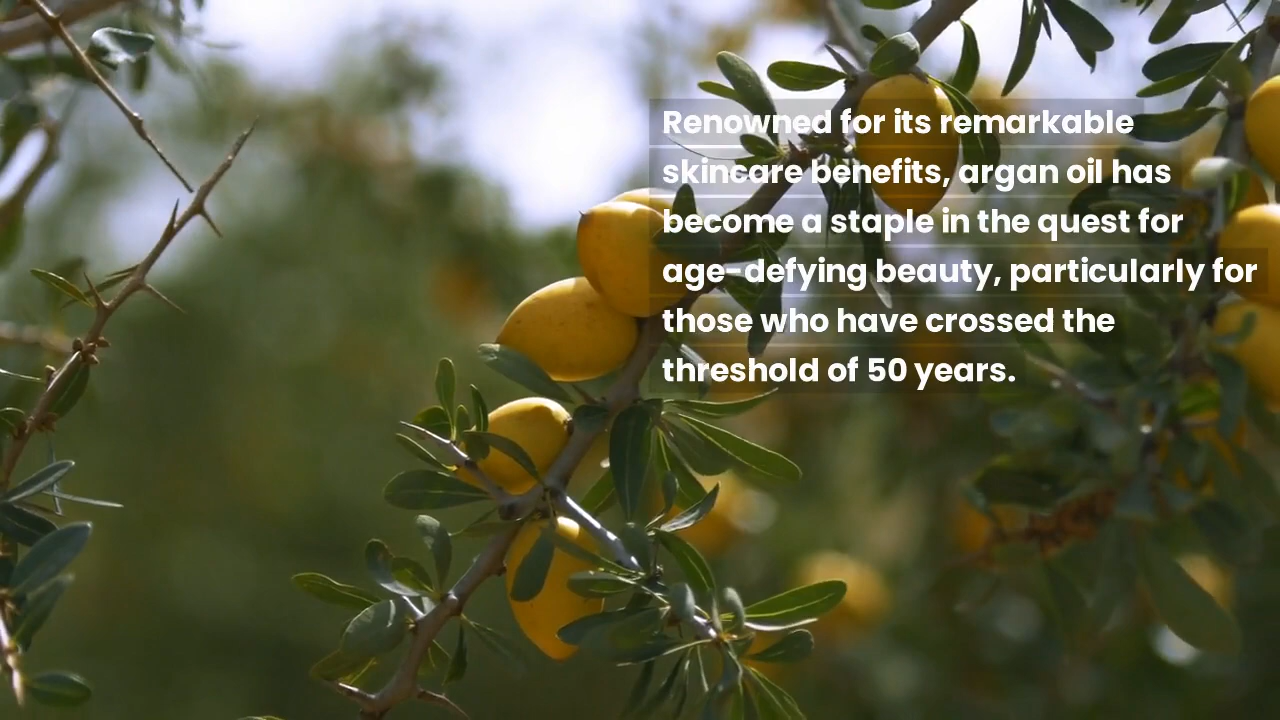 Renowned for its remarkable
skincare benefits, argan oil has
become a staple in the quest for
age-defying beauty, particularly for
those who have crossed the
threshold of 50 years.